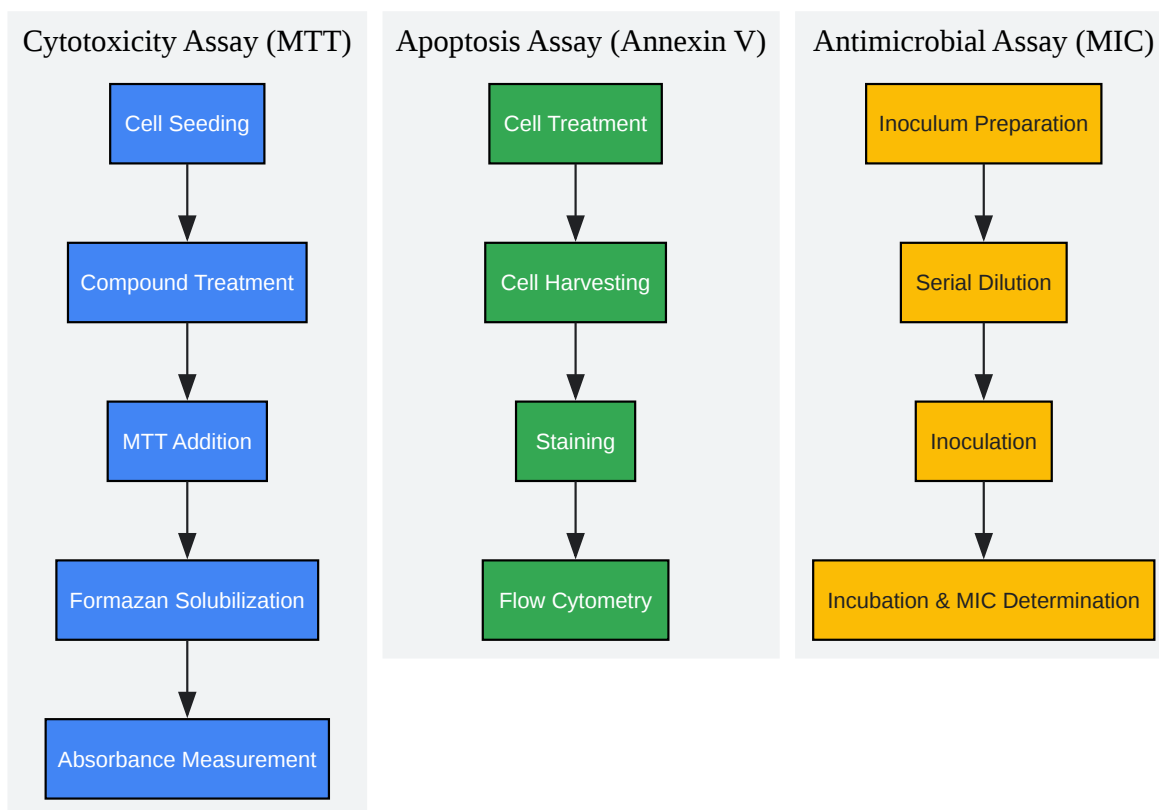 Cytotoxicity Assay (MTT)
Cell Seeding
Compound Treatment
MTT Addition
Formazan Solubilization
Absorbance Measurement
Apoptosis Assay (Annexin V)
Cell Treatment
Cell Harvesting
Staining
Flow Cytometry
Antimicrobial Assay (MIC)
Inoculum Preparation
Serial Dilution
Inoculation
Incubation & MIC Determination